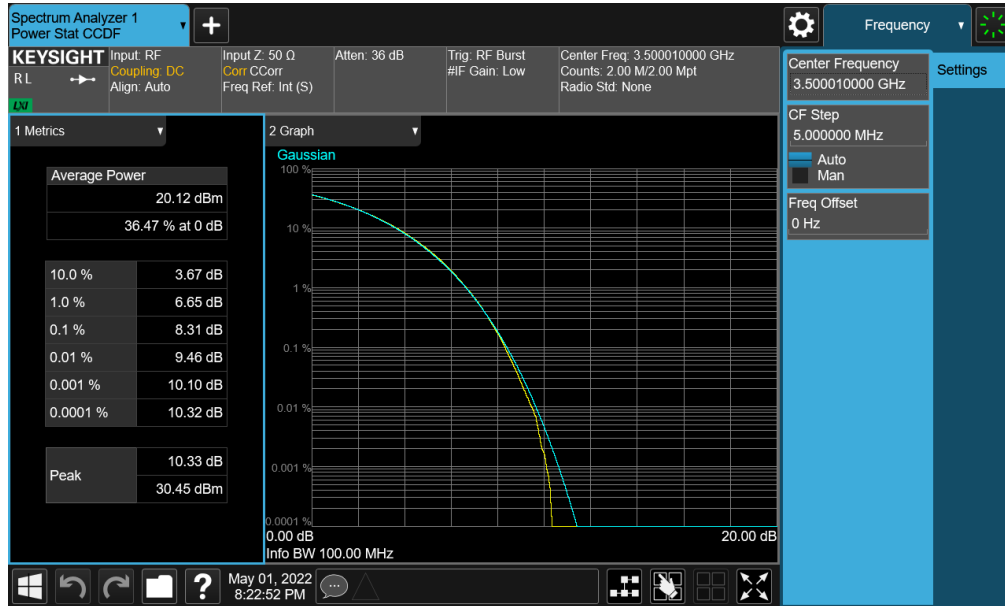 Spectrum Analyzer 1
Power Stat CCDF
+
Frequency
KEYSIGHT
R L
LXI
Input: RF
Coupling: DC
Align: Auto
Input Z: 50 Ω
Corr CCorr
Freq Ref: Int (S)
Atten: 36 dB
Trig: RF Burst
#IF Gain: Low
Center Freq: 3.500010000 GHz
Counts: 2.00 M/2.00 Mpt
Radio Std: None
Center Frequency
3.500010000 GHz
Settings
CF Step
5.000000 MHz
Auto
Man
Freq Offset
0 Hz
1 Metrics
Average Power
20.12 dBm
36.47 % at 0 dB
10.0 % 3.67 dB
1.0 % 6.65 dB
0.1 % 8.31 dB
0.01 % 9.46 dB
0.001 % 10.10 dB
0.0001 % 10.32 dB
Peak
10.33 dB
30.45 dBm
2 Graph
Gaussian
100 %
10 %
1 %
0.1 %
0.01 %
0.001 %
0.0001 %
0.00 dB 20.00 dB
Info BW 100.00 MHz
?
May 01, 2022
8:22:52 PM